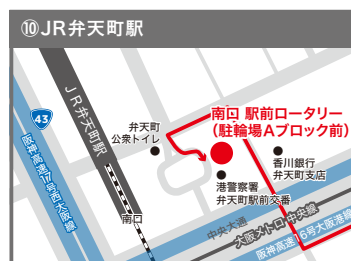 ⑩JR弁天町駅
43
JR弁天町駅
弁天町
公衆トイレ
南口 駅前ロータリー
(駐輪場Aブロック前)
香川銀行
弁天町支店
港警察署
弁天町駅前交番
南口
阪神高速17号西大阪線
中央大通
大阪メトロ・中央線
阪神高速16号大阪港線